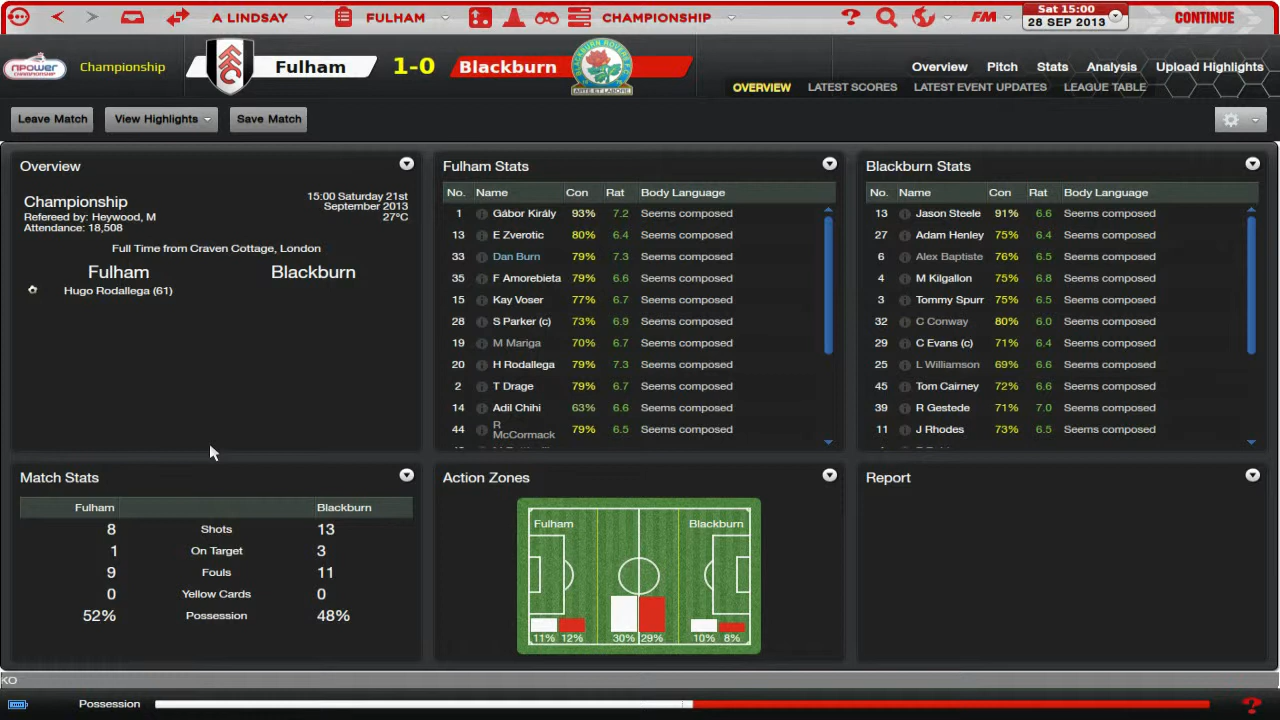 A LINDSAY
FULHAM
CHAMPIONSHIP
FM
Sat 15:00
28 SEP 2013
CONTINUE
npower
CHAMPIONSHIP
Championship
Fulham
1-0
Blackburn
Overview
Pitch
Stats
Analysis
Upload Highlights
OVERVIEW
LATEST SCORES
LATEST EVENT UPDATES
LEAGUE TABLE
Leave Match
View Highlights
Save Match
Overview
Championship
Refereed by: Heywood, M
Attendance: 18,508
15:00 Saturday 21st
September 2013
27°C
Full Time from Craven Cottage, London
Fulham Blackburn
Hugo Rodallega (61)
Fulham Stats
No. Name Con Rat Body Language
1 Gábor Király 93% 7.2 Seems composed
13 E Zverotic 80% 6.4 Seems composed
33 Dan Burn 79% 7.3 Seems composed
35 F Amorebieta 79% 6.6 Seems composed
15 Kay Voser 77% 6.7 Seems composed
28 S Parker (c) 73% 6.9 Seems composed
19 M Mariga 70% 6.7 Seems composed
20 H Rodallega 79% 7.3 Seems composed
2 T Drage 79% 6.7 Seems composed
14 Adil Chihi 63% 6.6 Seems composed
44 R McCormack 79% 6.5 Seems composed
Blackburn Stats
No. Name Con Rat Body Language
13 Jason Steele 91% 6.6 Seems composed
27 Adam Henley 75% 6.4 Seems composed
6 Alex Baptiste 76% 6.5 Seems composed
4 M Kilgallon 75% 6.8 Seems composed
3 Tommy Spurr 75% 6.5 Seems composed
32 C Conway 80% 6.0 Seems composed
29 C Evans (c) 71% 6.4 Seems composed
25 L Williamson 69% 6.6 Seems composed
45 Tom Cairney 72% 6.6 Seems composed
39 R Gestede 71% 7.0 Seems composed
11 J Rhodes 73% 6.5 Seems composed
Match Stats
Fulham Blackburn
8 Shots 13
1 On Target 3
9 Fouls 11
0 Yellow Cards 0
52% Possession 48%
Action Zones
Fulham Blackburn
11% 12% 30% 29% 10% 8%
Report
KO
Possession